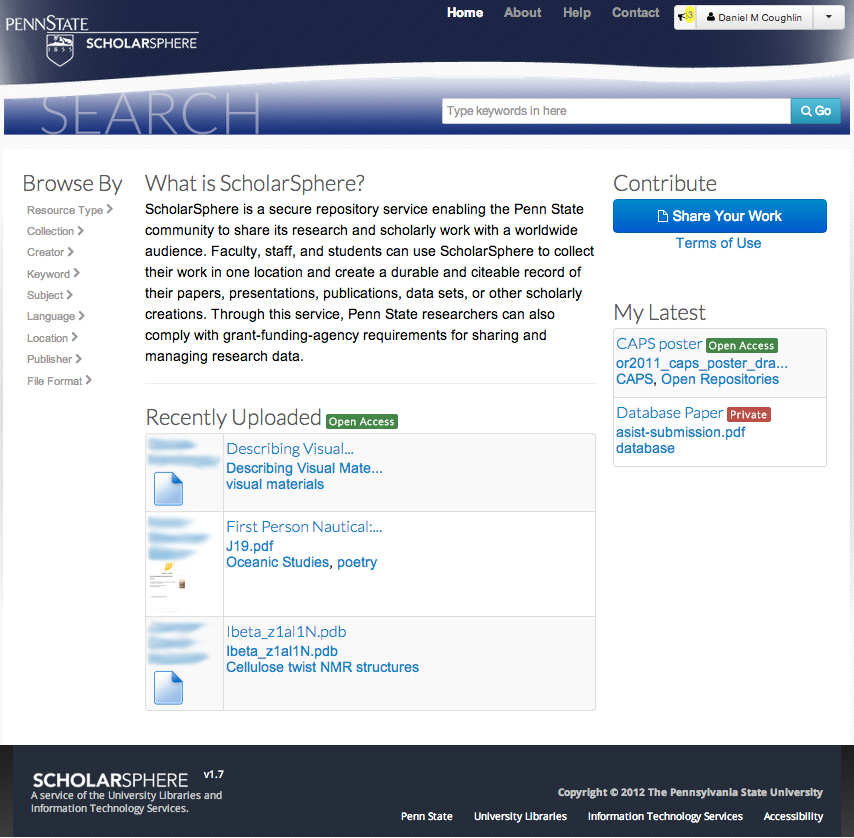 Home About Help Contact 3 Daniel M Coughlin
PENNSTATE
1855
SCHOLARSPHERE
SEARCH
Type keywords in here
Go
Browse By
Resource Type
Collection
Creator
Keyword
Subject
Language
Location
Publisher
File Format
What is ScholarSphere?
ScholarSphere is a secure repository service enabling the Penn State
community to share its research and scholarly work with a worldwide
audience. Faculty, staff, and students can use ScholarSphere to collect
their work in one location and create a durable and citeable record of
their papers, presentations, publications, data sets, or other scholarly
creations. Through this service, Penn State researchers can also
comply with grant-funding-agency requirements for sharing and
managing research data.
Recently Uploaded Open Access
Describing Visual...
Describing Visual Mate...
visual materials
First Person Nautical:...
J19.pdf
Oceanic Studies, poetry
Ibeta_z1al1N.pdb
Ibeta_z1al1N.pdb
Cellulose twist NMR structures
Contribute
Share Your Work
Terms of Use
My Latest
CAPS poster Open Access
or2011_caps_poster_dra...
CAPS, Open Repositories
Database Paper Private
asist-submission.pdf
database
SCHOLARSPHERE v1.7
A service of the University Libraries and
Information Technology Services.
Copyright © 2012 The Pennsylvania State University
Penn State University Libraries Information Technology Services Accessibility